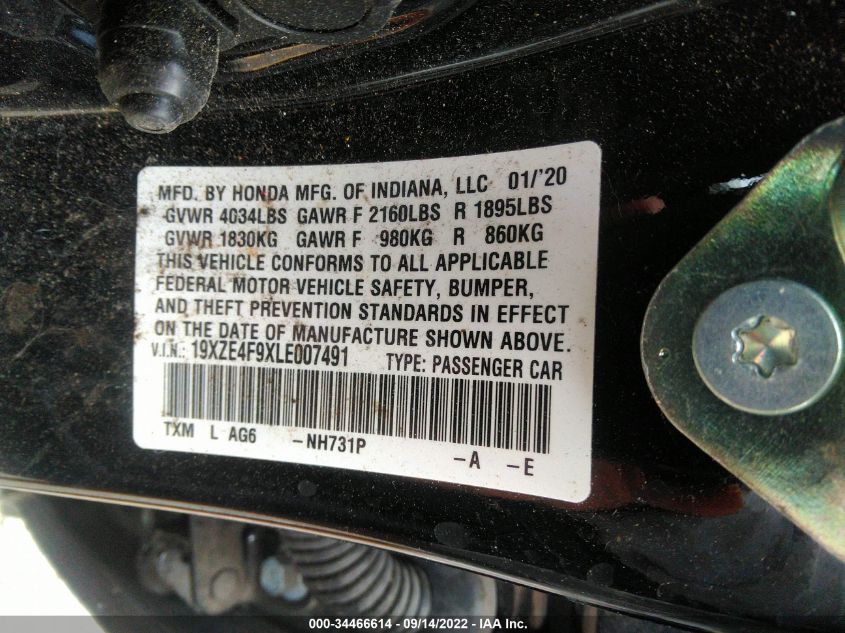 MFD. BY HONDA MFG. OF INDIANA, LLC 01/'20
GVWR 4034LBS GAWR F 2160LBS R 1895LBS
GVWR 1830KG GAWR F 980KG R 860KG
THIS VEHICLE CONFORMS TO ALL APPLICABLE
FEDERAL MOTOR VEHICLE SAFETY, BUMPER,
AND THEFT PREVENTION STANDARDS IN EFFECT
ON THE DATE OF MANUFACTURE SHOWN ABOVE.
V.I.N.: 19XZE4F9XLE007491 TYPE: PASSENGER CAR
TXM L AG6 -NH731P -A -E
000-34466614 - 09/14/2022 - IAA Inc.